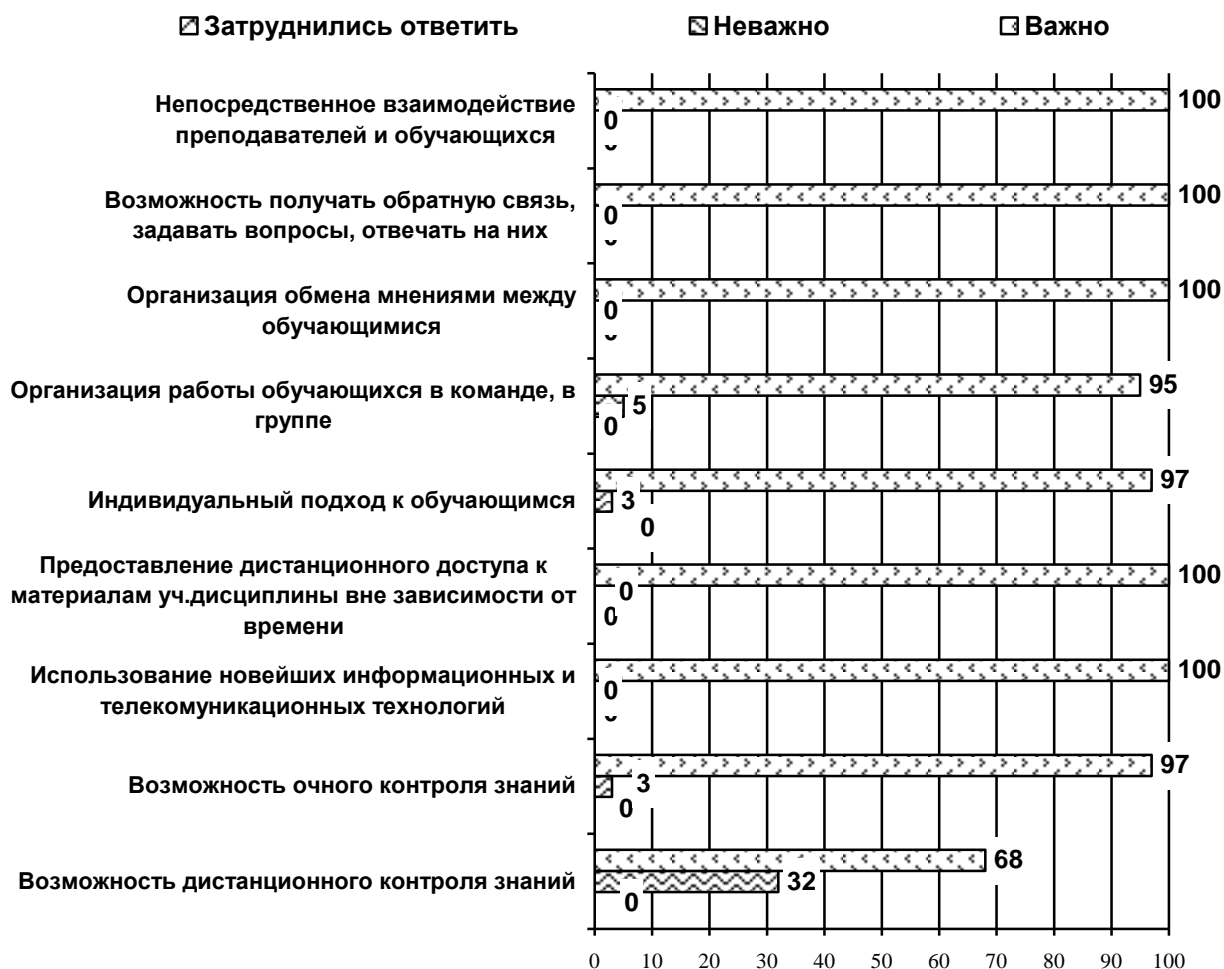 Затруднились ответить Неважно Важно
Непосредственное взаимодействие
преподавателей и обучающихся
100
0
Возможность получать обратную связь,
задавать вопросы, отвечать на них
100
0
Организация обмена мнениями между
обучающимися
100
0
Организация работы обучающихся в команде, в
группе
95
5
0
Индивидуальный подход к обучающимся
97
3
0
Предоставление дистанционного доступа к
материалам уч.дисциплины вне зависимости от
времени
100
0
0
Использование новейших информационных и
телекомуникационных технологий
100
0
Возможность очного контроля знаний
97
3
0
Возможность дистанционного контроля знаний
68
32
0
0 10 20 30 40 50 60 70 80 90 100